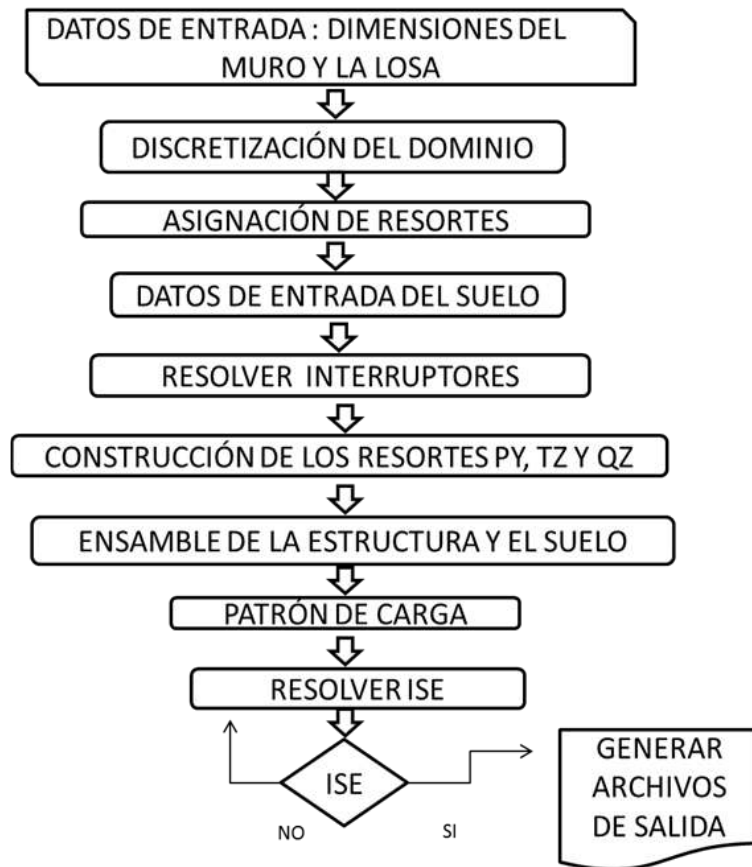 DATOS DE ENTRADA : DIMENSIONES DEL
MURO Y LA LOSA
DISCRETIZACIÓN DEL DOMINIO
ASIGNACIÓN DE RESORTES
DATOS DE ENTRADA DEL SUELO
RESOLVER INTERRUPTORES
CONSTRUCCIÓN DE LOS RESORTES PY, TZ Y QZ
ENSAMBLE DE LA ESTRUCTURA Y EL SUELO
PATRÓN DE CARGA
RESOLVER ISE
ISE
NO
SI
GENERAR
ARCHIVOS
DE SALIDA